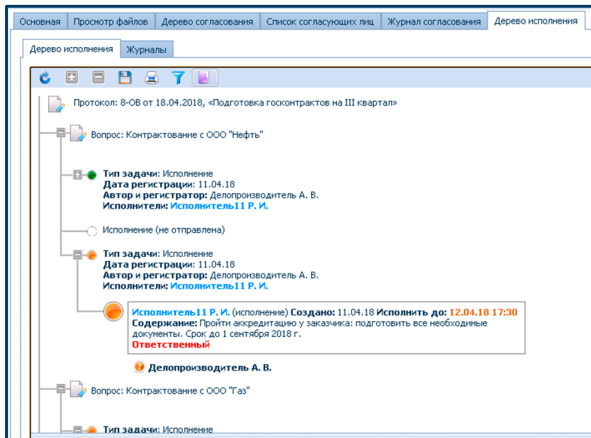 Основная Просмотр файлов Дерево согласования Список согласующих лиц Журнал согласования Дерево исполнения
Дерево исполнения Журналы
Протокол: 8-ОВ от 18.04.2018, «Подготовка госконтрактов на III квартал»
Вопрос: Контрактование с ООО "Нефть"
Тип задачи: Исполнение
Дата регистрации: 11.04.18
Автор и регистратор: Делопроизводитель А. В.
Исполнители: Исполнитель11 Р. И.
Исполнение (не отправлена)
Тип задачи: Исполнение
Дата регистрации: 11.04.18
Автор и регистратор: Делопроизводитель А. В.
Исполнители: Исполнитель11 Р. И.
Исполнитель11 Р. И. (исполнение) Создано: 11.04.18 Исполнить до: 12.04.18 17:30
Содержание: Пройти аккредитацию у заказчика: подготовить все необходимые
документы. Срок до 1 сентября 2018 г.
Ответственный
Делопроизводитель А. В.
Вопрос: Контрактование с ООО "Газ"
Тип задачи: Исполнение